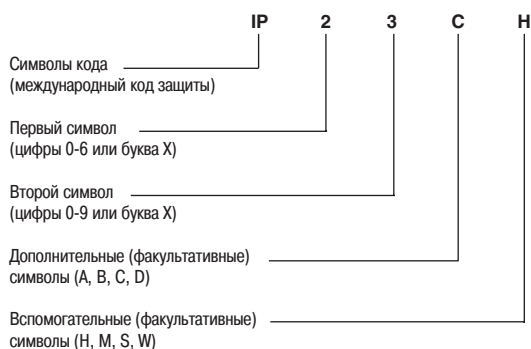 IP 2 3 C H
Символы кода
(международный код защиты)
Первый символ
(цифры 0-6 или буква X)
Второй символ
(цифры 0-9 или буква X)
Дополнительные (факультативные)
символы (A, B, C, D)
Вспомогательные (факультативные)
символы (H, M, S, W)